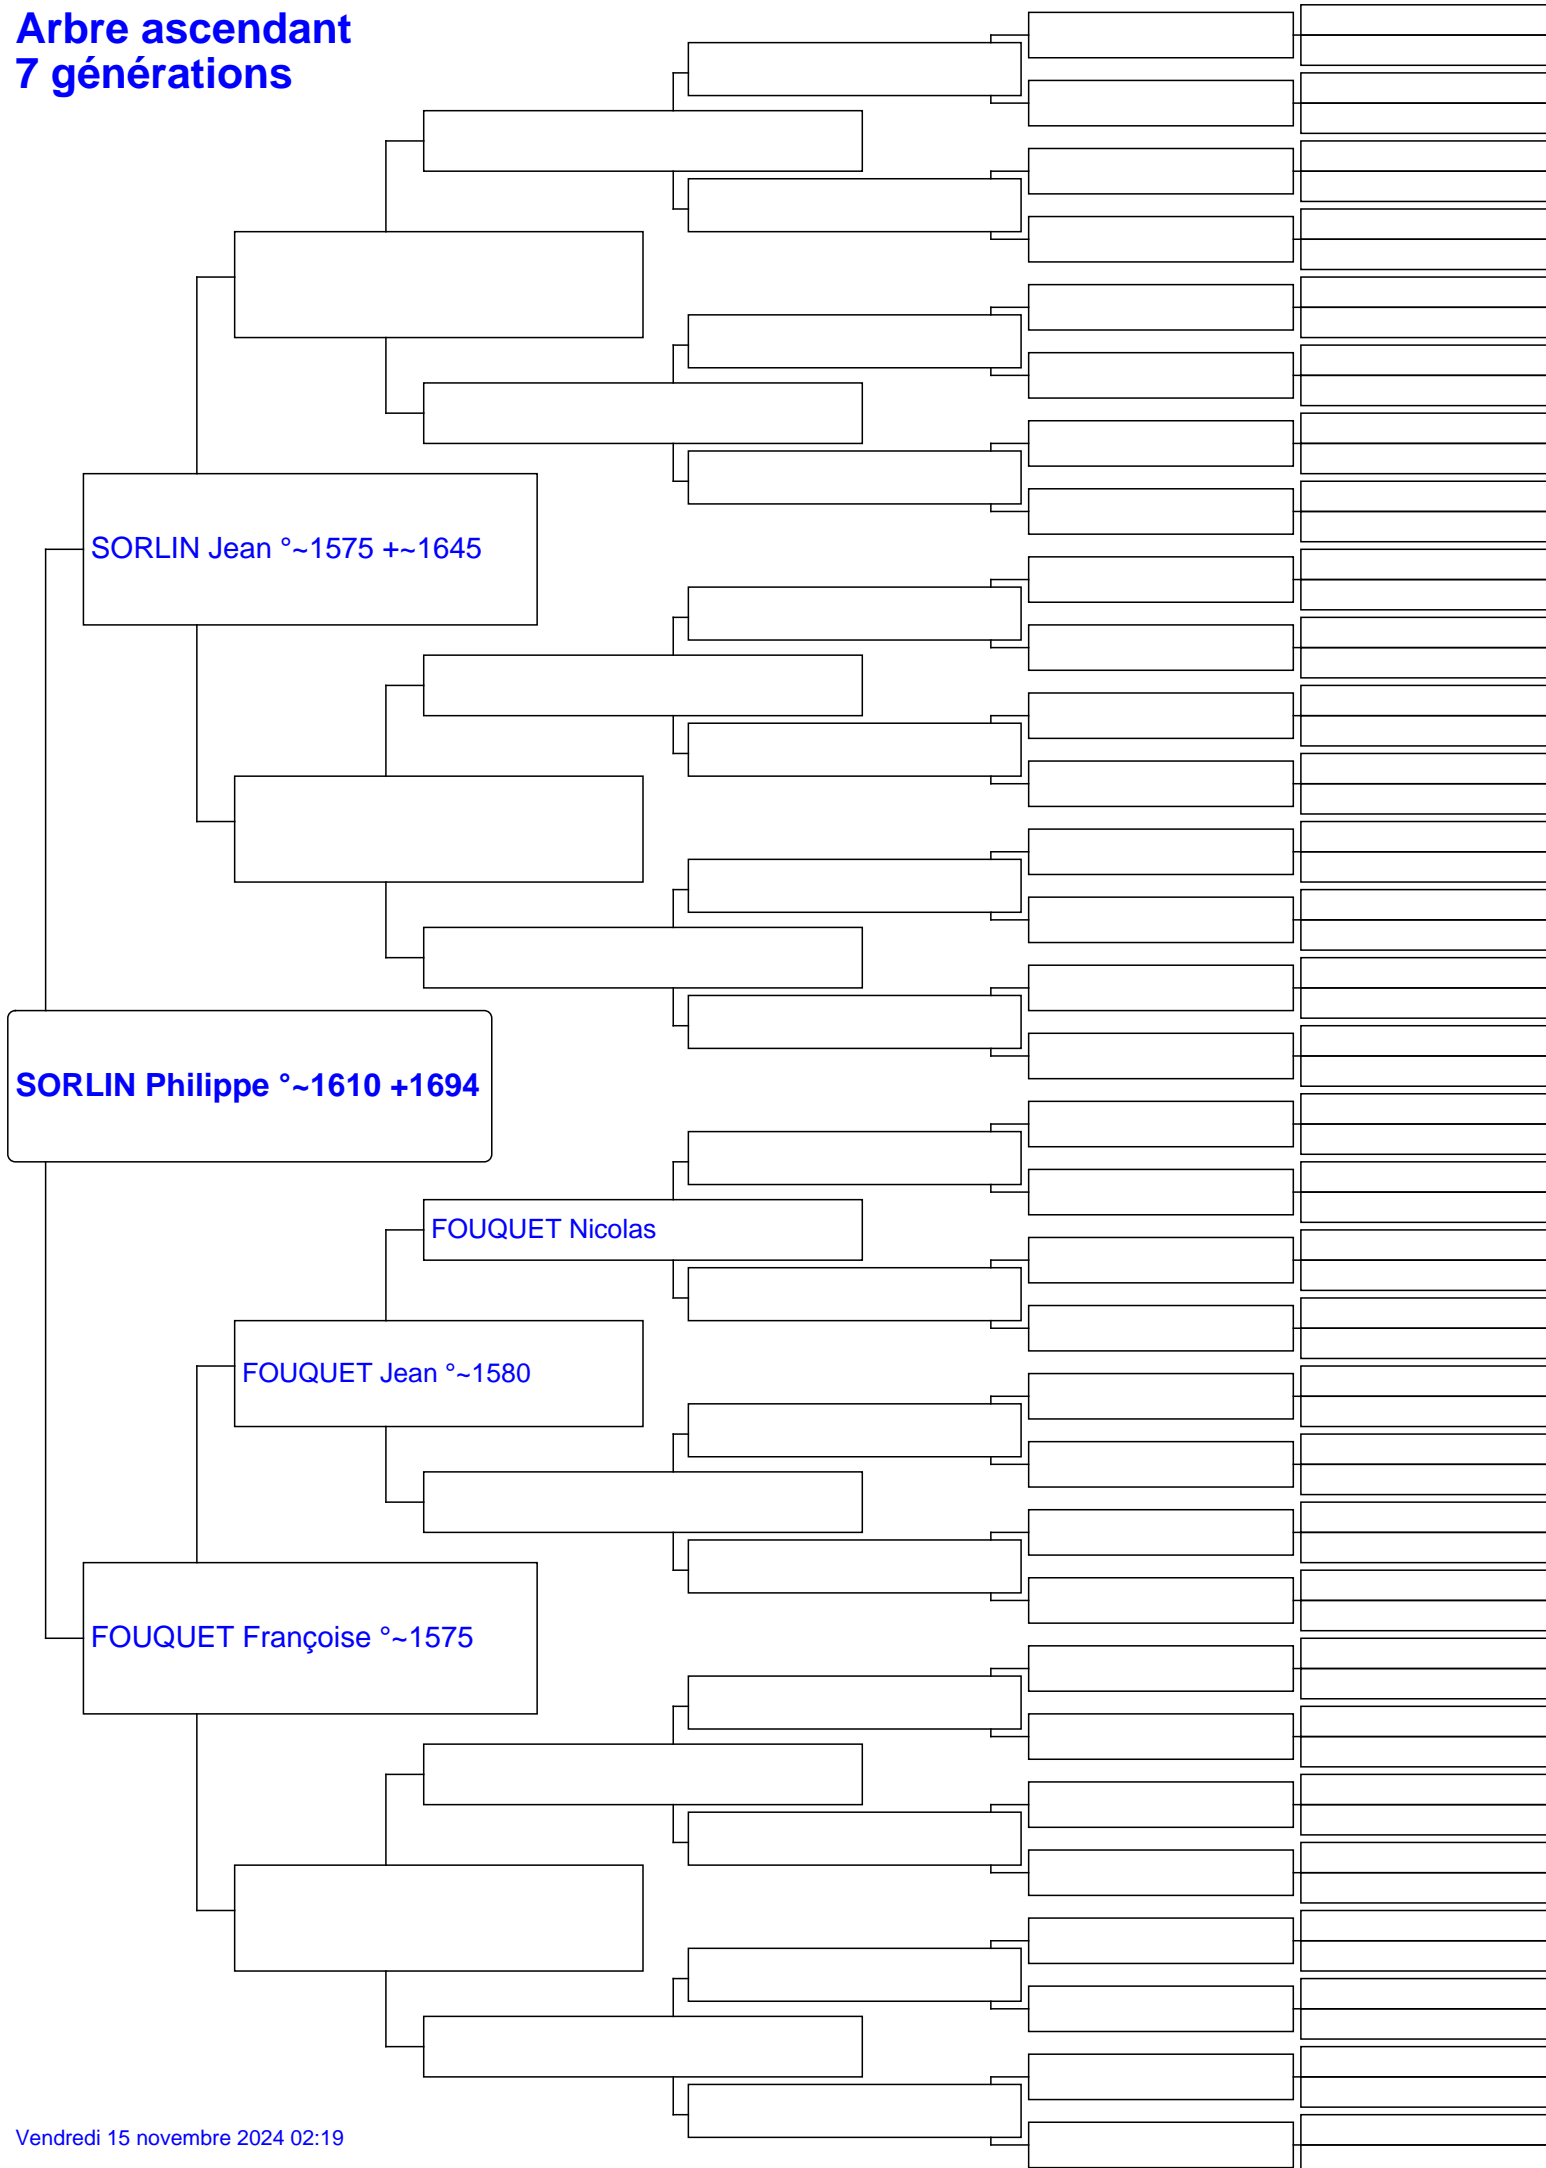 Arbre ascendant
7 générations
SORLIN Jean °~1575 +~1645
SORLIN Philippe °~1610 +1694
FOUQUET Nicolas
FOUQUET Jean °~1580
FOUQUET Françoise °~1575
Vendredi 15 novembre 2024 02:19